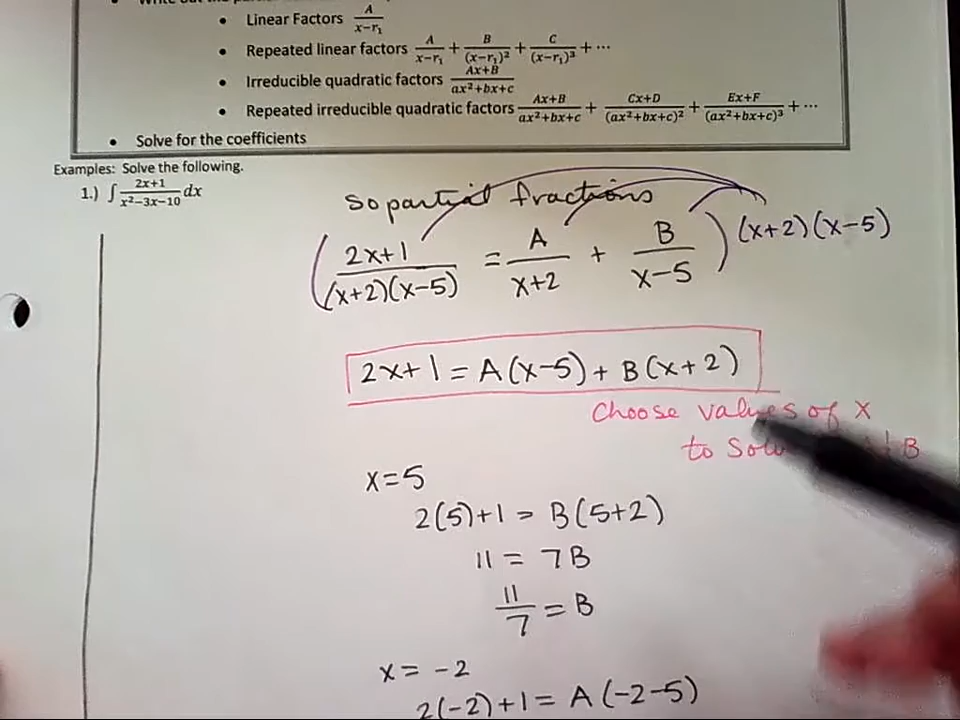 • Linear Factors A/(x−r₁)
• Repeated linear factors A/(x−r₁) + B/(x−r₁)² + C/(x−r₁)³ + ⋯
• Irreducible quadratic factors (Ax+B)/(ax²+bx+c)
• Repeated irreducible quadratic factors (Ax+B)/(ax²+bx+c) + (Cx+D)/(ax²+bx+c)² + (Ex+F)/(ax²+bx+c)³ + ⋯
• Solve for the coefficients
Examples: Solve the following.
1.) ∫ (2x+1)/(x²−3x−10) dx
So partial fractions
( (2x+1)/((x+2)(x−5)) = A/(x+2) + B/(x−5) ) (x+2)(x−5)
2x+1 = A(x−5) + B(x+2)
Choose values of x
to B
x=5
2(5)+1 = B(5+2)
11 = 7B
11/7 = B
x = −2
2(−2)+1 = A(−2−5)